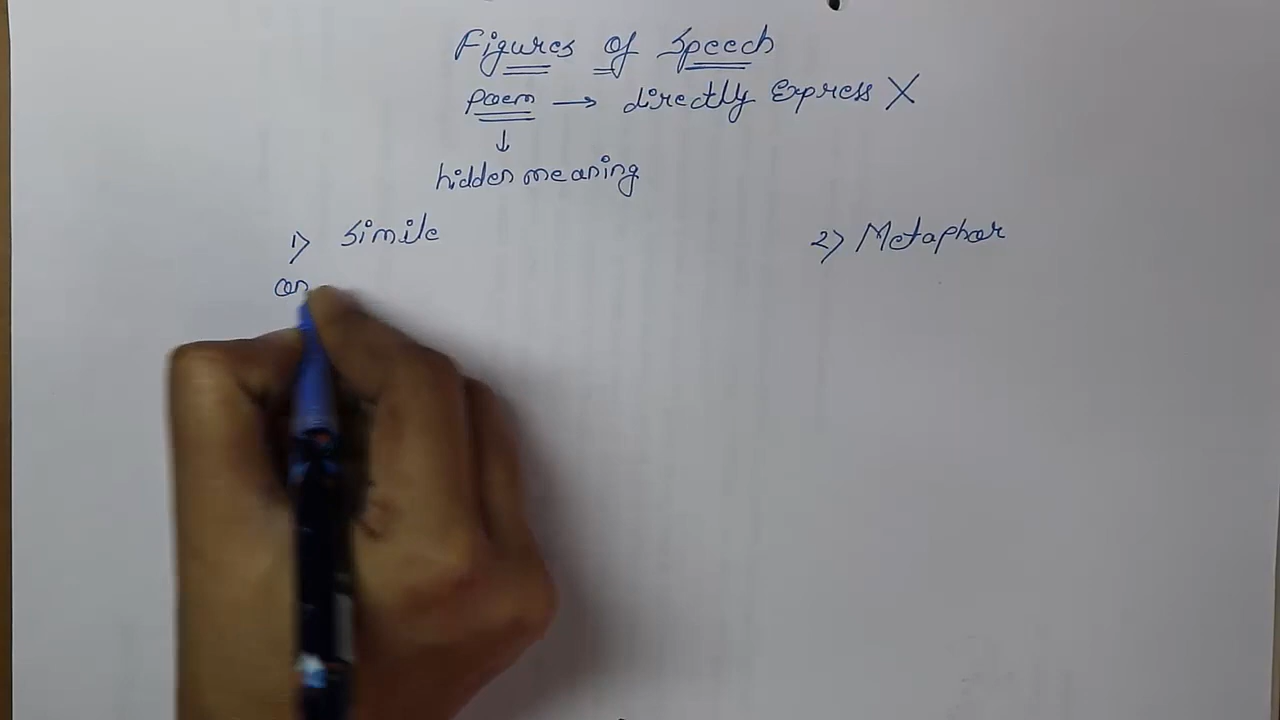 Figures of Speech
Poem → directly Express X
↓
hidden meaning
1) Simile
2) Metaphor